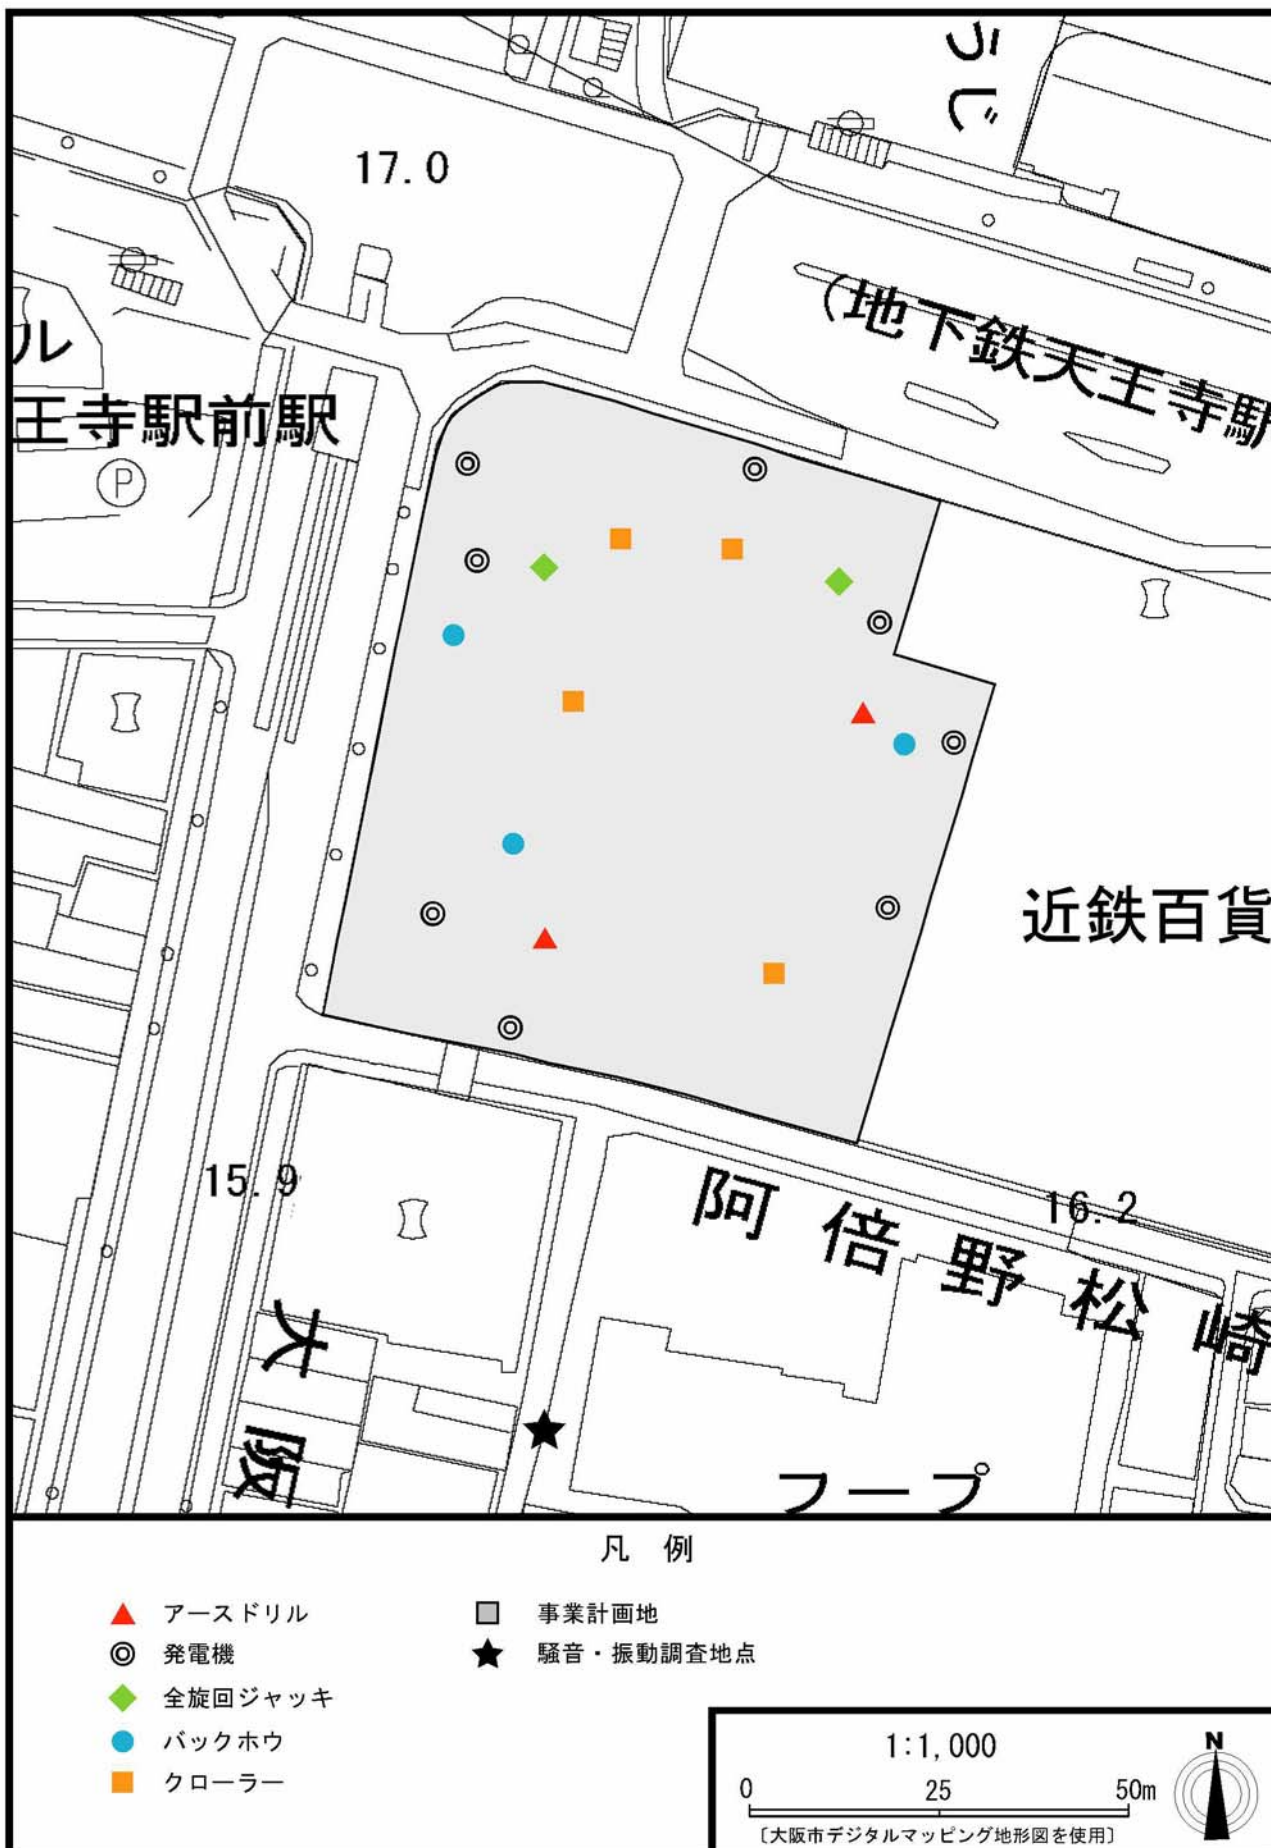 うじ
17.0
(地下鉄天王寺駅
ル
王寺駅前駅
P
近鉄百貨
15.9
16.2
阿倍野松崎
大阪
フープ
凡 例
アースドリル
発電機
全旋回ジャッキ
バックホウ
クローラー
事業計画地
騒音・振動調査地点
1:1,000
N
0 25 50m
〔大阪市デジタルマッピング地形図を使用〕